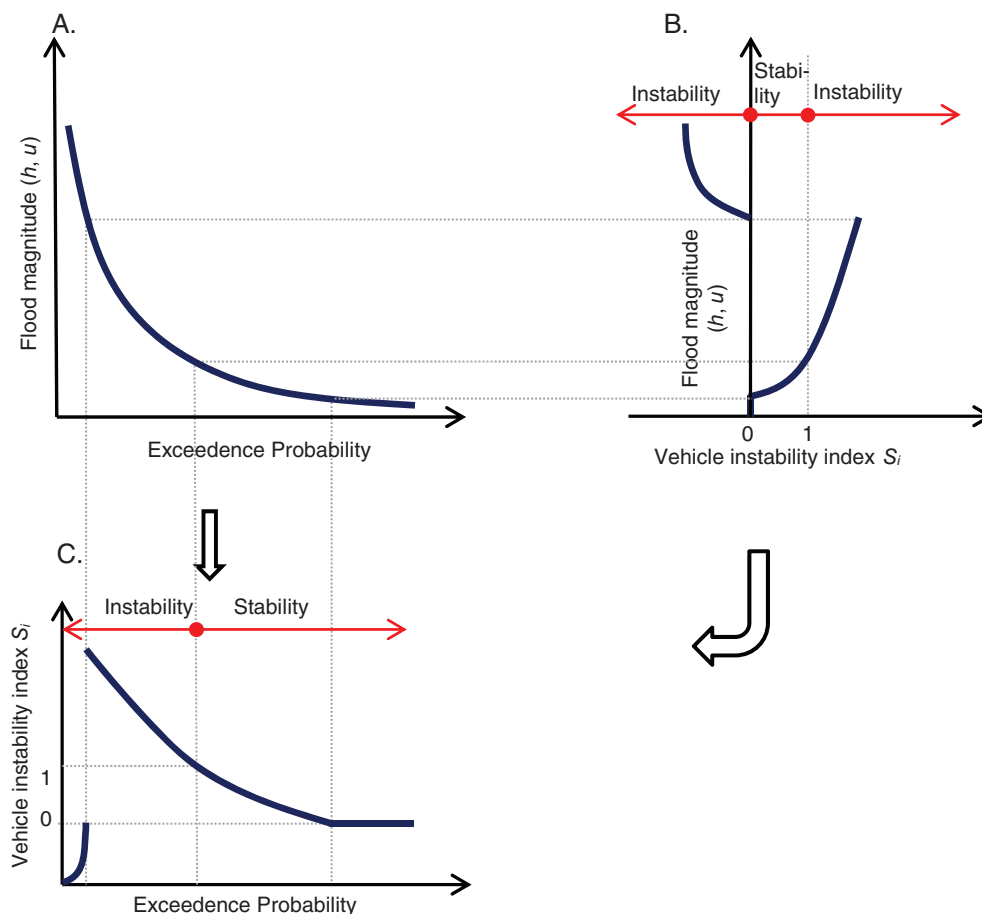 A.
Flood magnitude (h, u)
Exceedence Probability
B.
Instability
Stabi-
lity
Instability
Flood magnitude
(h, u)
0
1
Vehicle instability index Si
C.
Instability
Stability
Vehicle instability index Si
1
0
Exceedence Probability